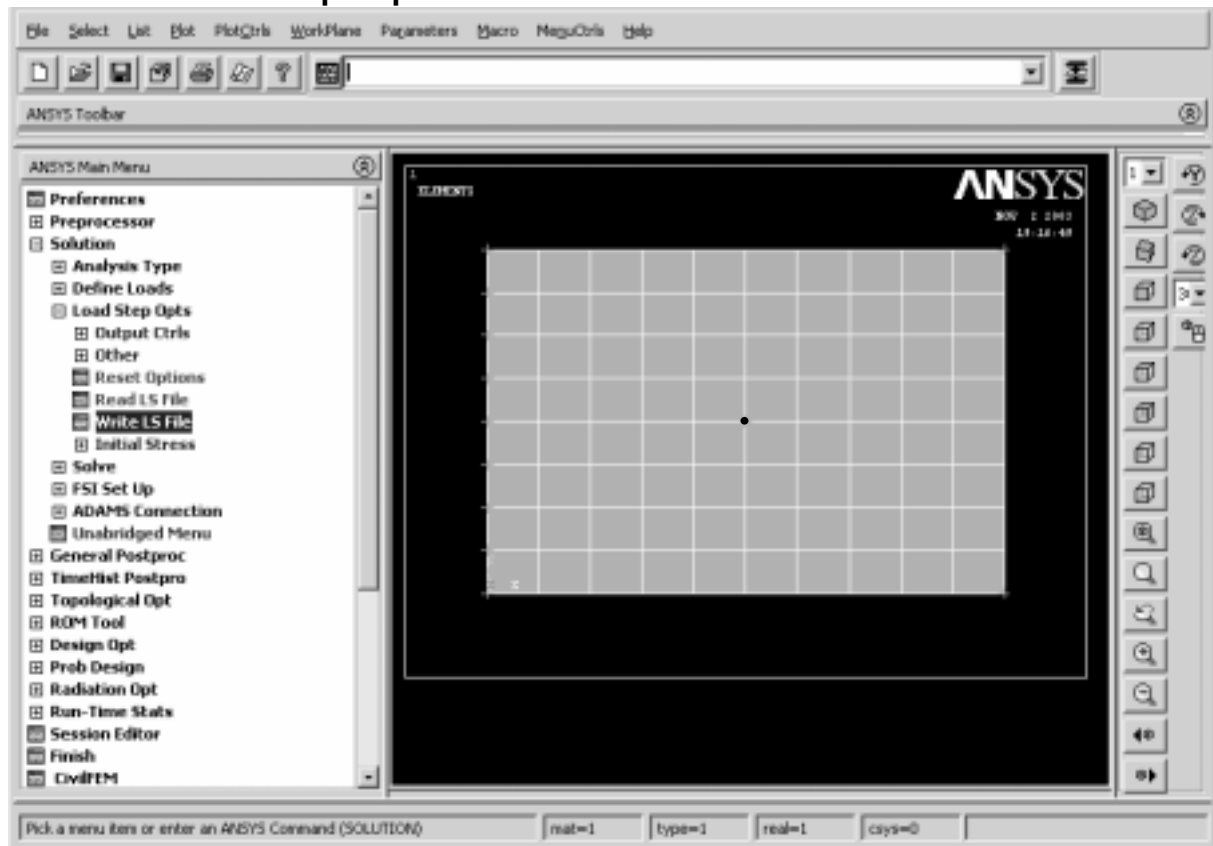 File Select List Plot PlotCtrls WorkPlane Parameters Macro MenuCtrls Help
ANSYS Toolbar
ANSYS Main Menu
Preferences
Preprocessor
Solution
Analysis Type
Define Loads
Load Step Opts
Output Ctrls
Other
Reset Options
Read LS File
Write LS File
Initial Stress
Solve
FSI Set Up
ADAMS Connection
Unabridged Menu
General Postproc
TimeHist Postpro
Topological Opt
ROM Tool
Design Opt
Prob Design
Radiation Opt
Run-Time Stats
Session Editor
Finish
CivilFEM
1
ELEMENTS
ANSYS
NOV
X
1
Pick a menu item or enter an ANSYS Command (SOLUTION) mat=1 type=1 real=1 csys=0